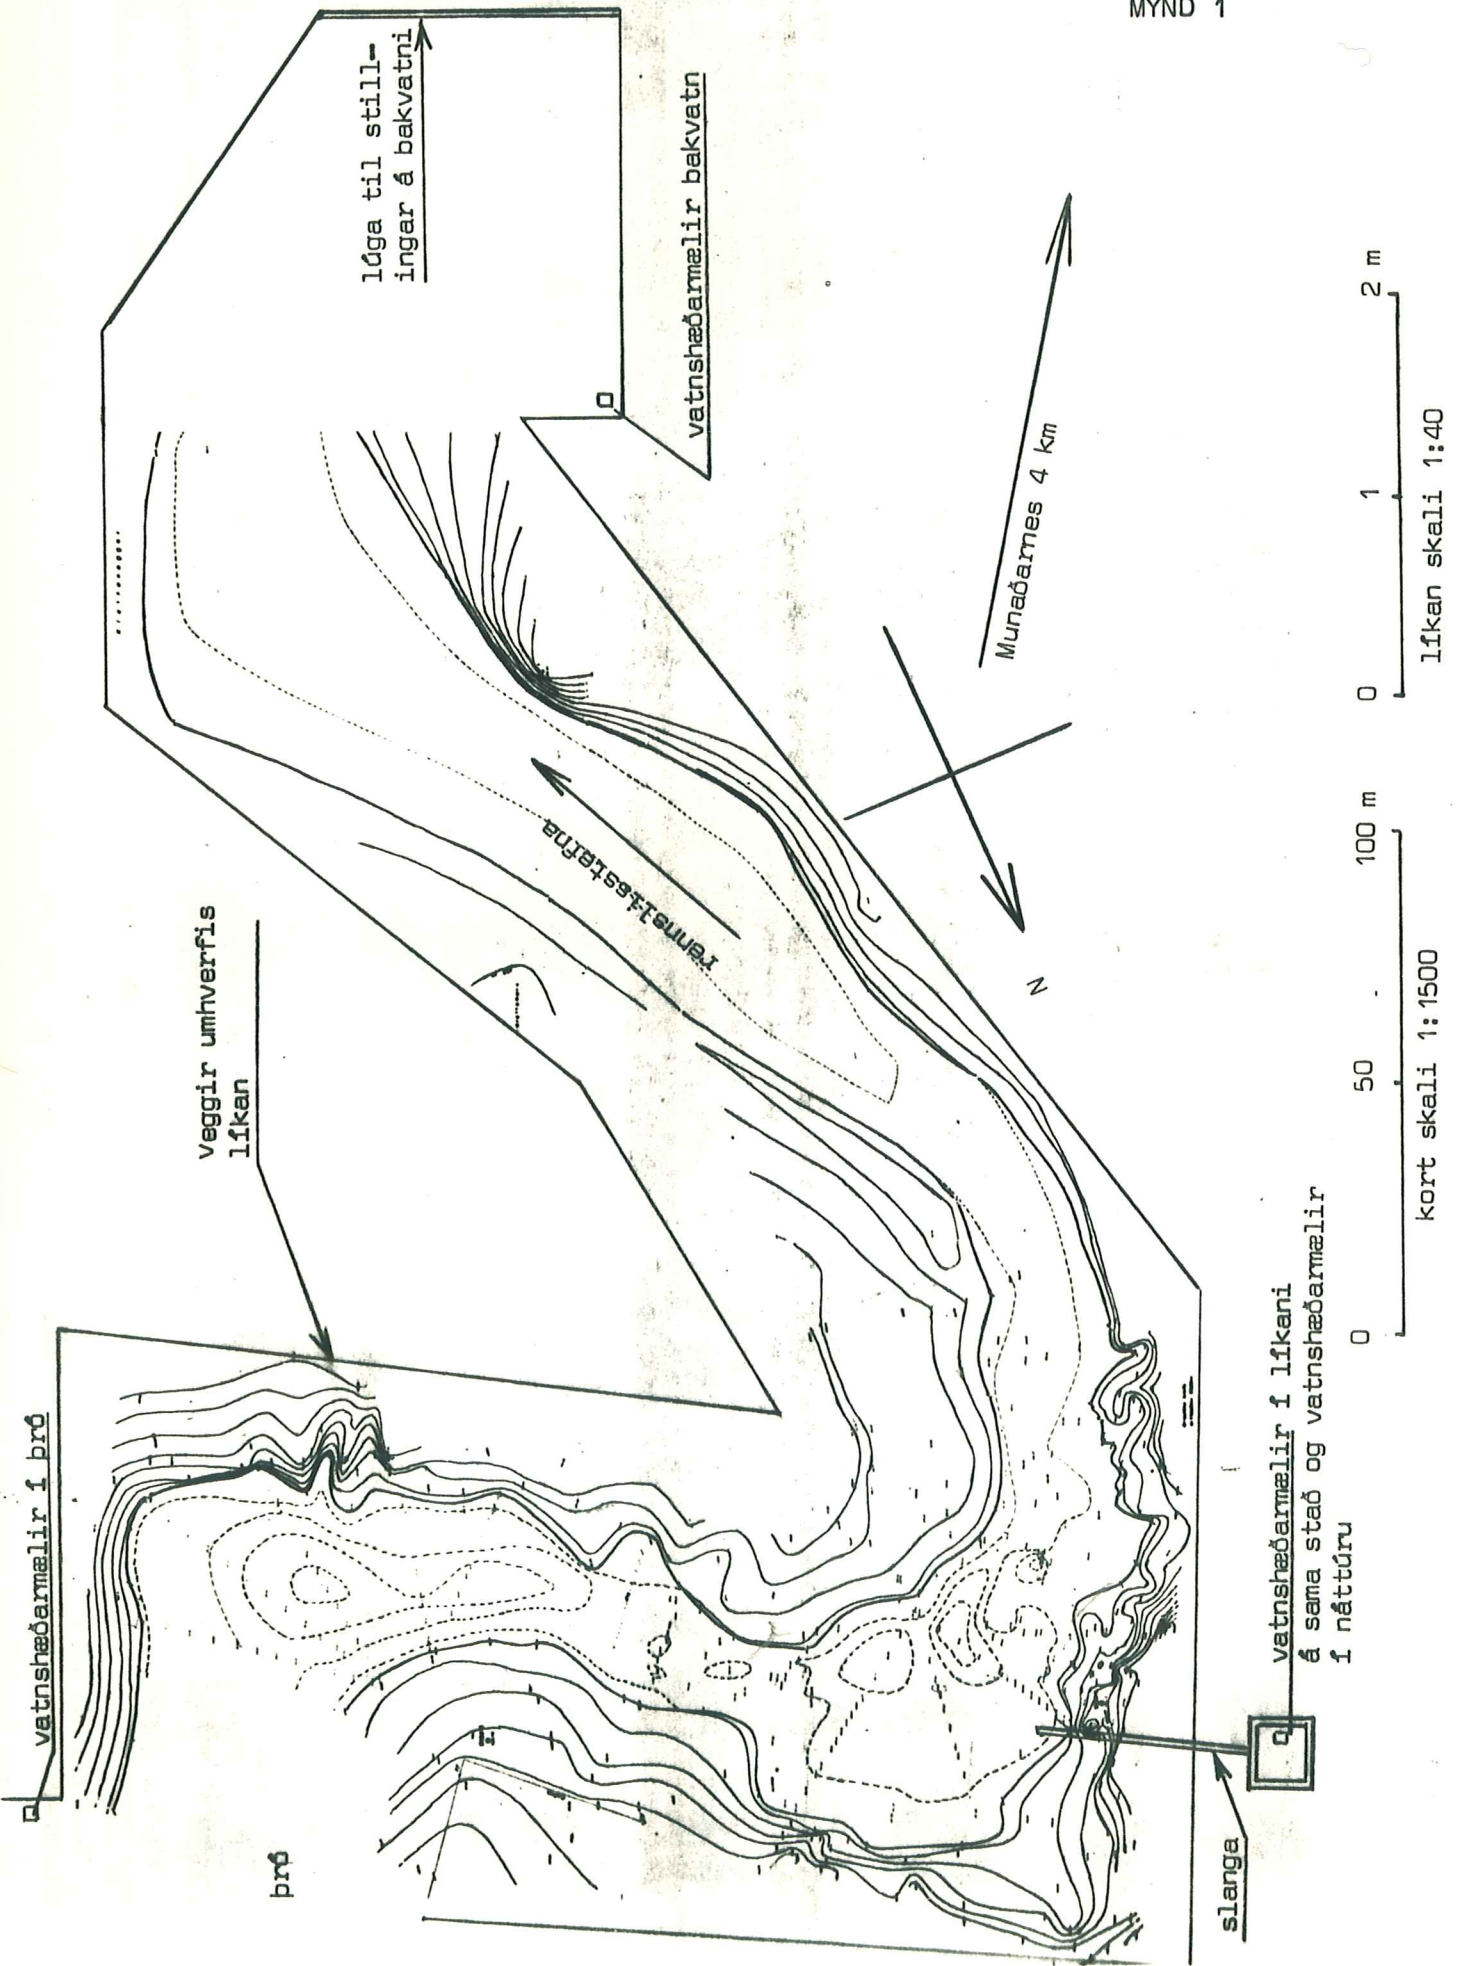 MYND 1
lúga til still-
ingar á bakvatni
vatnshæðarmælir bakvatn
Munaðarnes 4 km
N
rennslisstefna
veggir umhverfis
líkan
vatnshæðarmælir í þró
þró
slanga
vatnshæðarmælir í líkani
á sama stað og vatnshæðarmælir
í náttúru
0 50 100 m
kort skali 1:1500
0 1 2 m
líkan skali 1:40